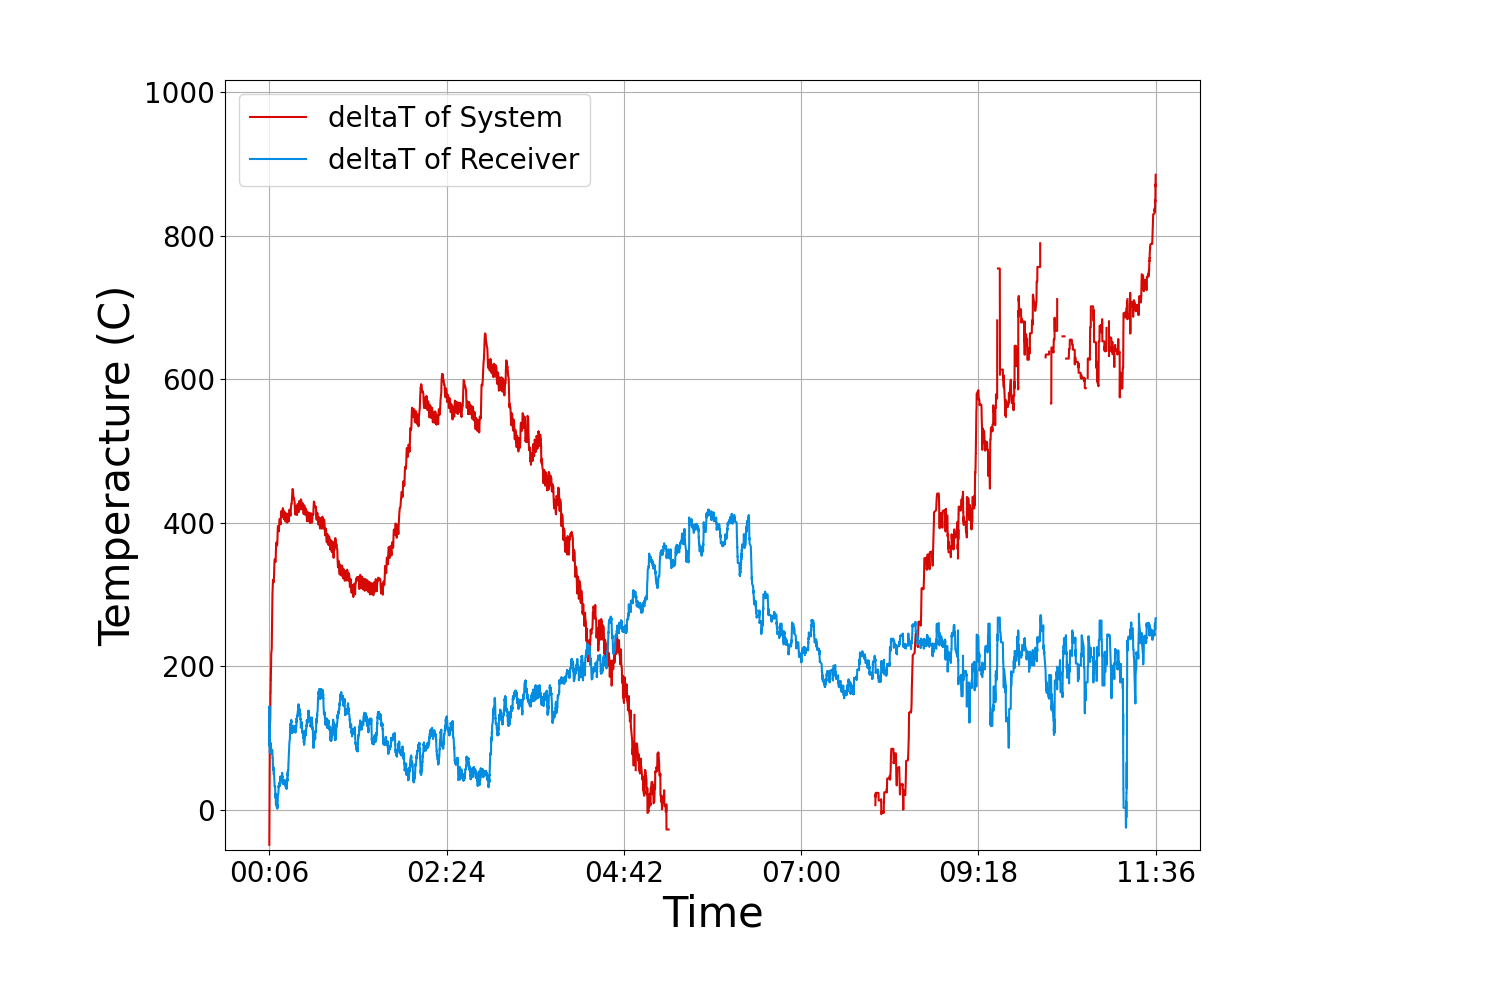 1000
800
600
400
200
0
Temperacture (C)
deltaT of System
deltaT of Receiver
00:06 02:24 04:42 07:00 09:18 11:36
Time